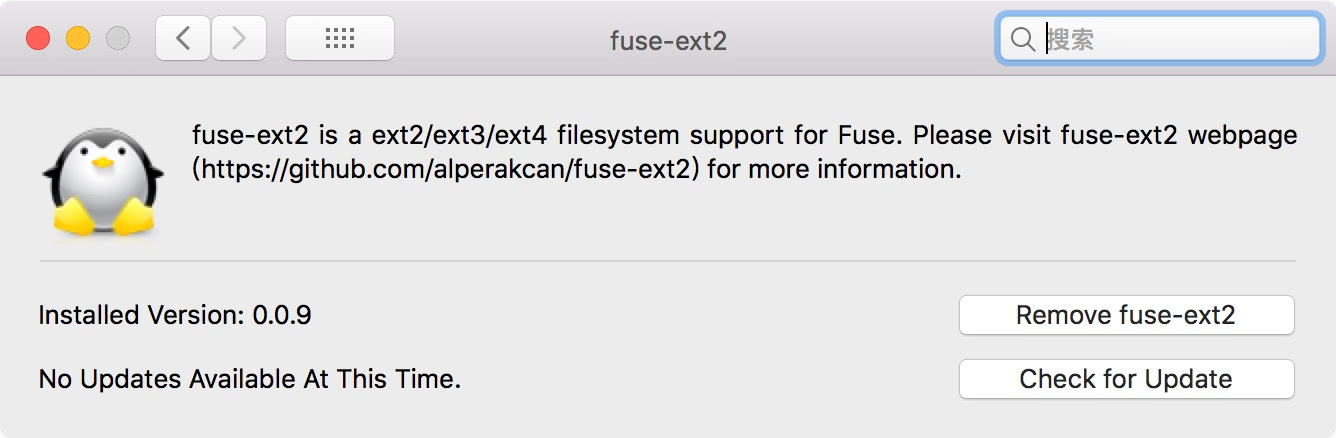 fuse-ext2
搜索
fuse-ext2 is a ext2/ext3/ext4 filesystem support for Fuse. Please visit fuse-ext2 webpage
(https://github.com/alperakcan/fuse-ext2) for more information.
Installed Version: 0.0.9
Remove fuse-ext2
No Updates Available At This Time.
Check for Update